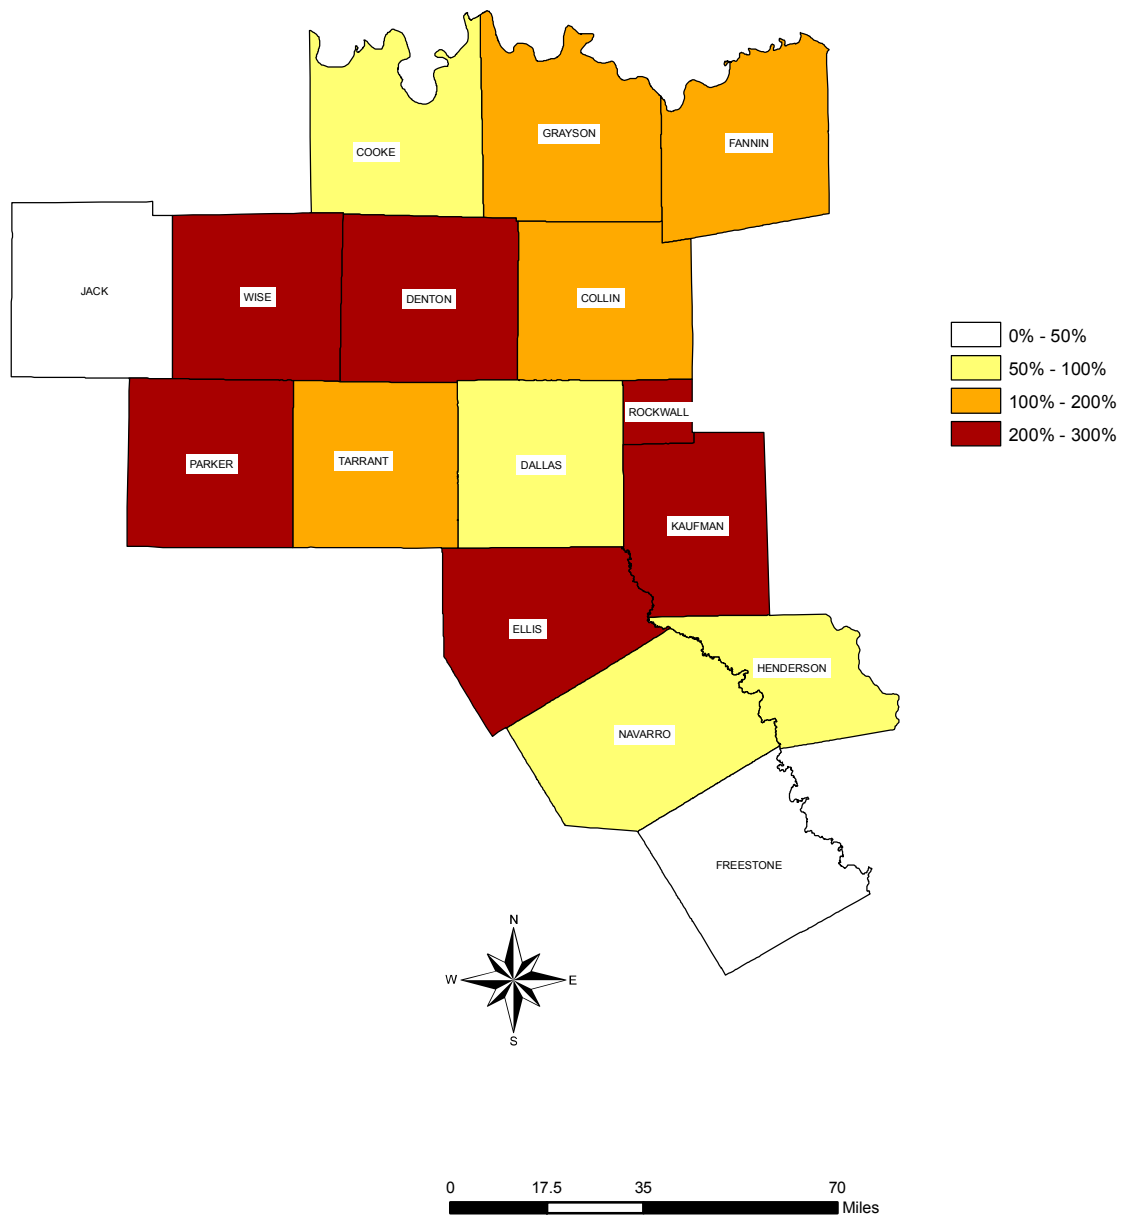 GRAYSON
FANNIN
COOKE
JACK
WISE
DENTON
COLLIN
0% - 50%
50% - 100%
100% - 200%
200% - 300%
ROCKWALL
PARKER
TARRANT
DALLAS
KAUFMAN
ELLIS
HENDERSON
NAVARRO
FREESTONE
N
W
E
S
0 17.5 35 70
Miles